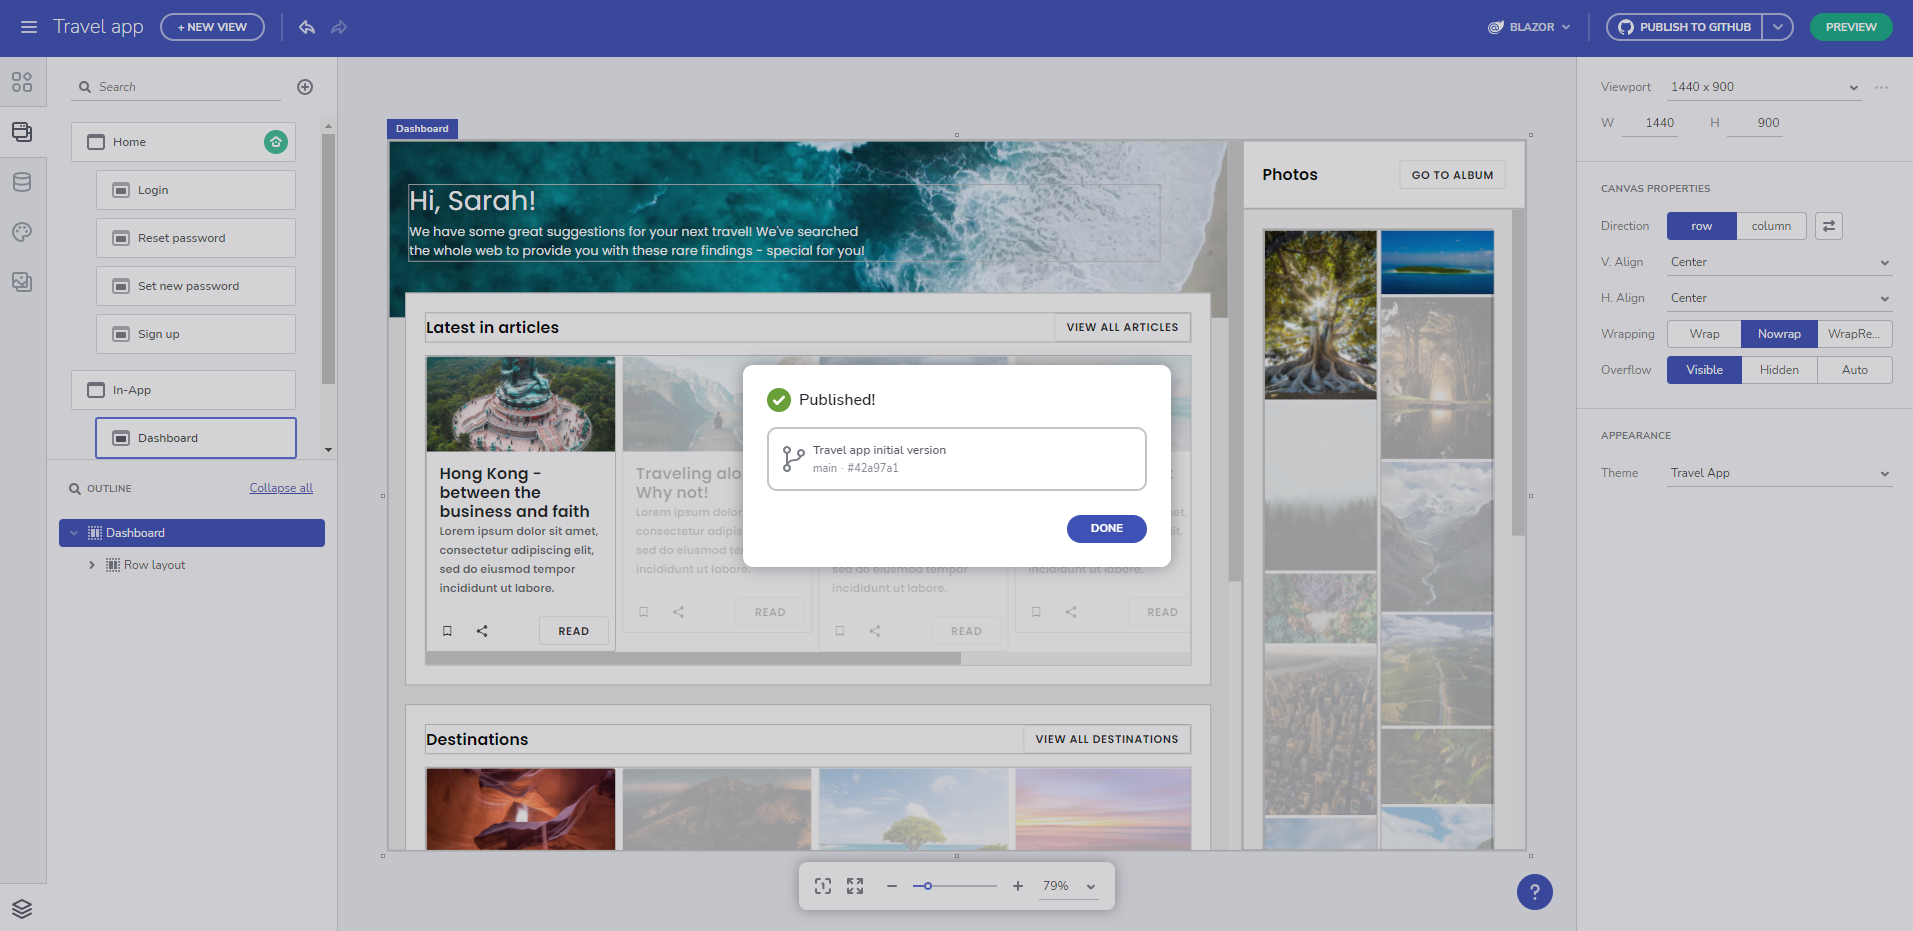 Travel app
+ NEW VIEW
BLAZOR
PUBLISH TO GITHUB
PREVIEW
Search
Home
Login
Reset password
Set new password
Sign up
In-App
Dashboard
OUTLINE
Collapse all
Dashboard
Row layout
Dashboard
Hi, Sarah!
We have some great suggestions for your next travel! We've searched
the whole web to provide you with these rare findings - special for you!
Latest in articles
VIEW ALL ARTICLES
Hong Kong -
between the
business and faith
Lorem ipsum dolor sit amet,
consectetur adipiscing elit,
sed do eiusmod tempor
incididunt ut labore.
READ
Traveling alo
Why not!
Lorem ipsum dolor
consectetur adipis
sed do eiusmod te
incididunt ut labore.
READ
sed do eiusmod tempor
incididunt ut labore.
READ
incididunt ut labore.
READ
Published!
Travel app initial version
main · #42a97a1
DONE
Destinations
VIEW ALL DESTINATIONS
Photos
GO TO ALBUM
79%
?
Viewport
1440 x 900
W
1440
H
900
CANVAS PROPERTIES
Direction
row
column
V. Align
Center
H. Align
Center
Wrapping
Wrap
Nowrap
WrapRe...
Overflow
Visible
Hidden
Auto
APPEARANCE
Theme
Travel App